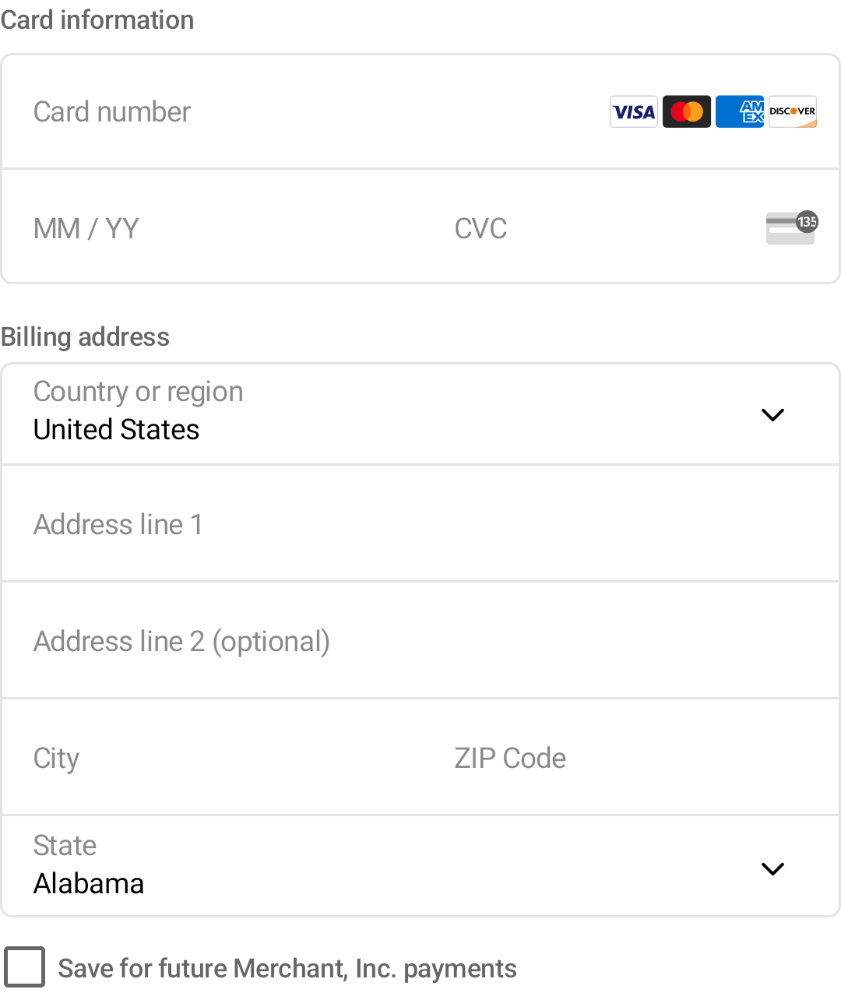 Card information
Card number VISA AM EX DISCOVER
MM / YY CVC 135
Billing address
Country or region
United States
Address line 1
Address line 2 (optional)
City ZIP Code
State
Alabama
Save for future Merchant, Inc. payments